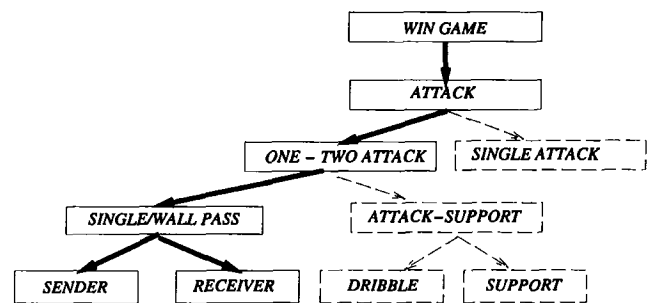 WIN GAME
ATTACK
ONE – TWO ATTACK
SINGLE ATTACK
SINGLE/WALL PASS
ATTACK–SUPPORT
SENDER
RECEIVER
DRIBBLE
SUPPORT